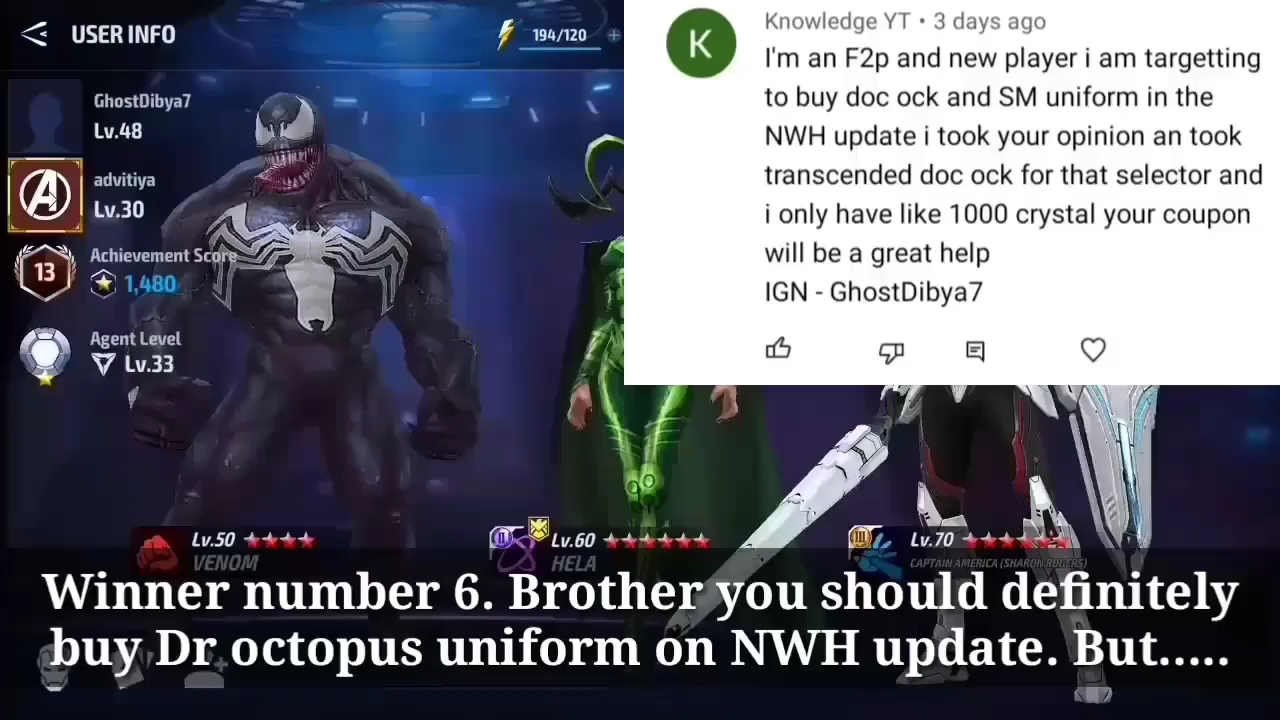 USER INFO
194/120
GhostDibya7
Lv.48
advitiya
Lv.30
13
Achievement Score
1,480
Agent Level
Lv.33
K
Knowledge YT • 3 days ago
I'm an F2p and new player i am targetting
to buy doc ock and SM uniform in the
NWH update i took your opinion an took
transcended doc ock for that selector and
i only have like 1000 crystal your coupon
will be a great help
IGN - GhostDibya7
Lv.50
VENOM
II
Lv.60
HELA
III
Lv.70
CAPTAIN AMERICA (SHARON ROGERS)
Winner number 6. Brother you should definitely
buy Dr octopus uniform on NWH update. But.....